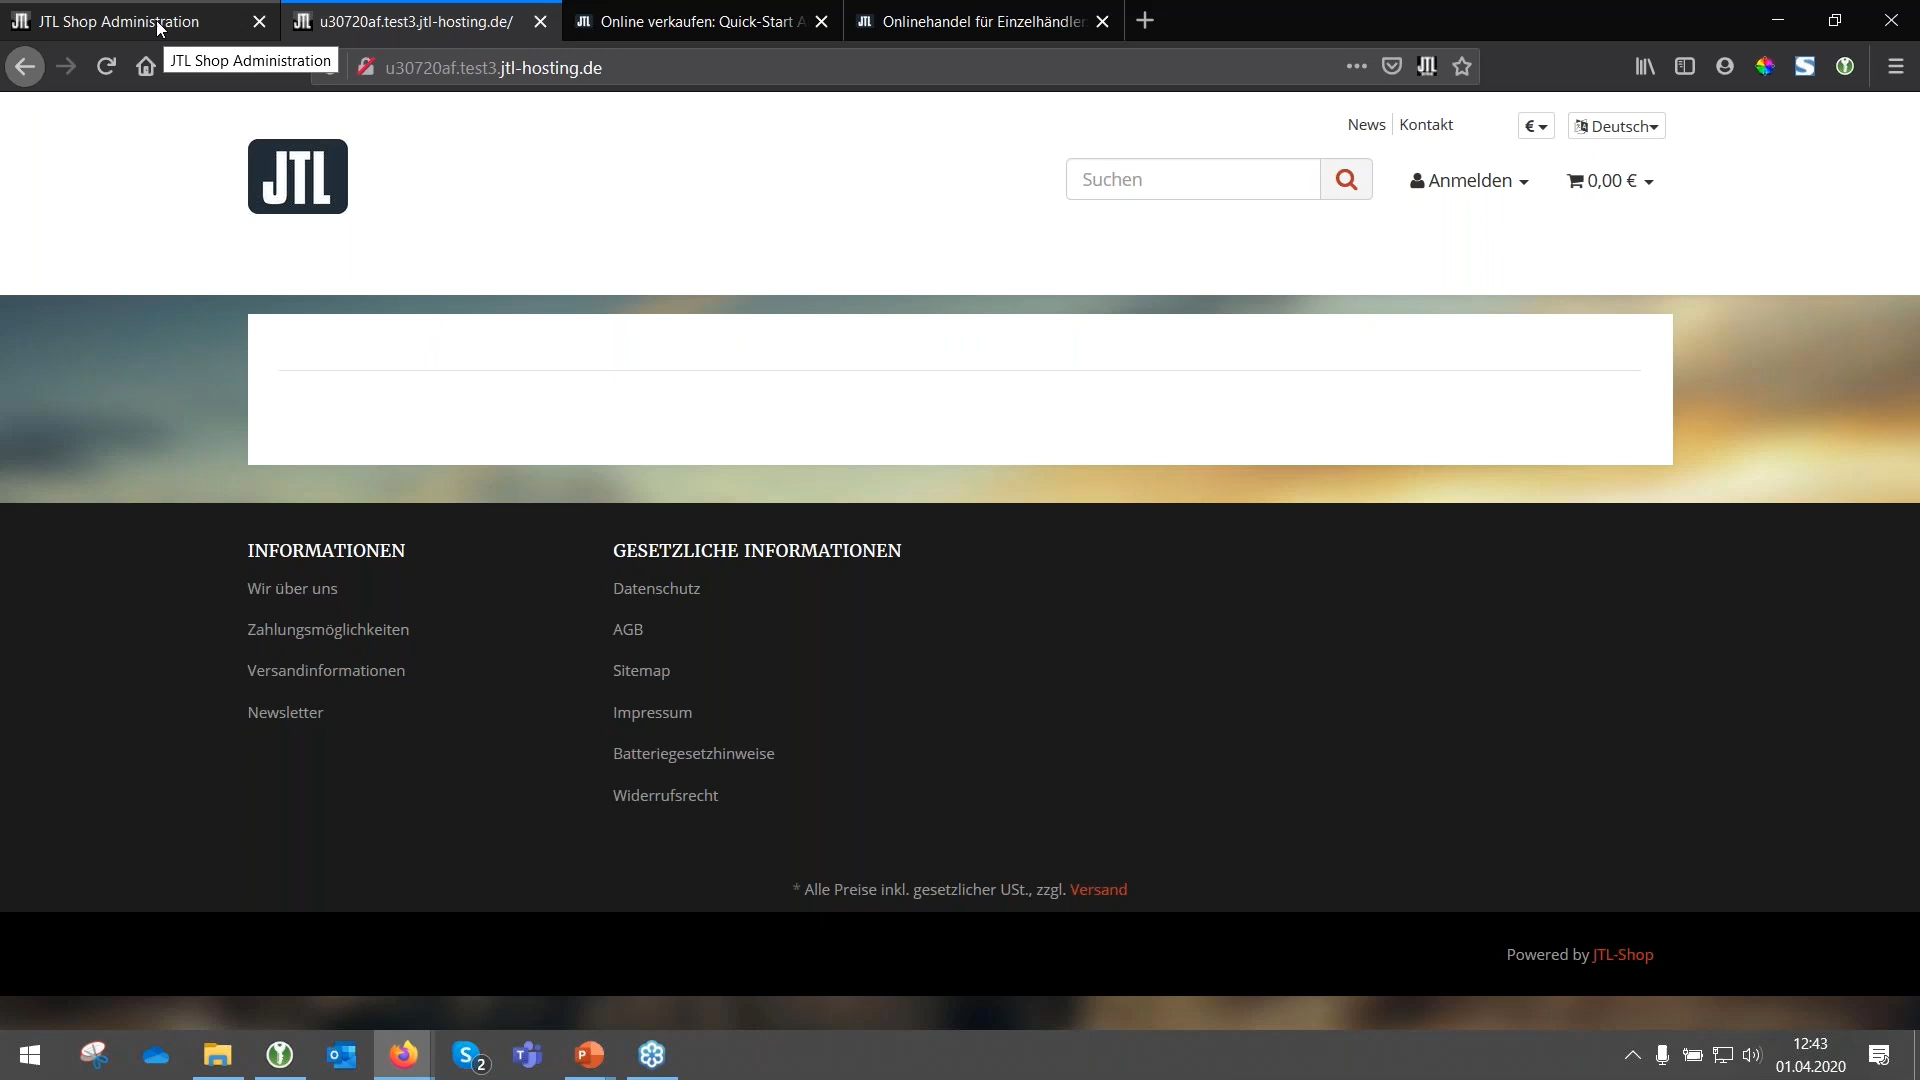 JTL Shop Administration
u30720af.test3.jtl-hosting.de/
Online verkaufen: Quick-Start A
Onlinehandel für Einzelhändler
JTL Shop Administration
u30720af.test3.jtl-hosting.de
JTL
News
Kontakt
€
Deutsch
JTL
Suchen
Anmelden
0,00 €
INFORMATIONEN
GESETZLICHE INFORMATIONEN
Wir über uns
Datenschutz
Zahlungsmöglichkeiten
AGB
Versandinformationen
Sitemap
Newsletter
Impressum
Batteriegesetzhinweise
Widerrufsrecht
* Alle Preise inkl. gesetzlicher USt., zzgl. Versand
Powered by JTL-Shop
2
12:43
01.04.2020